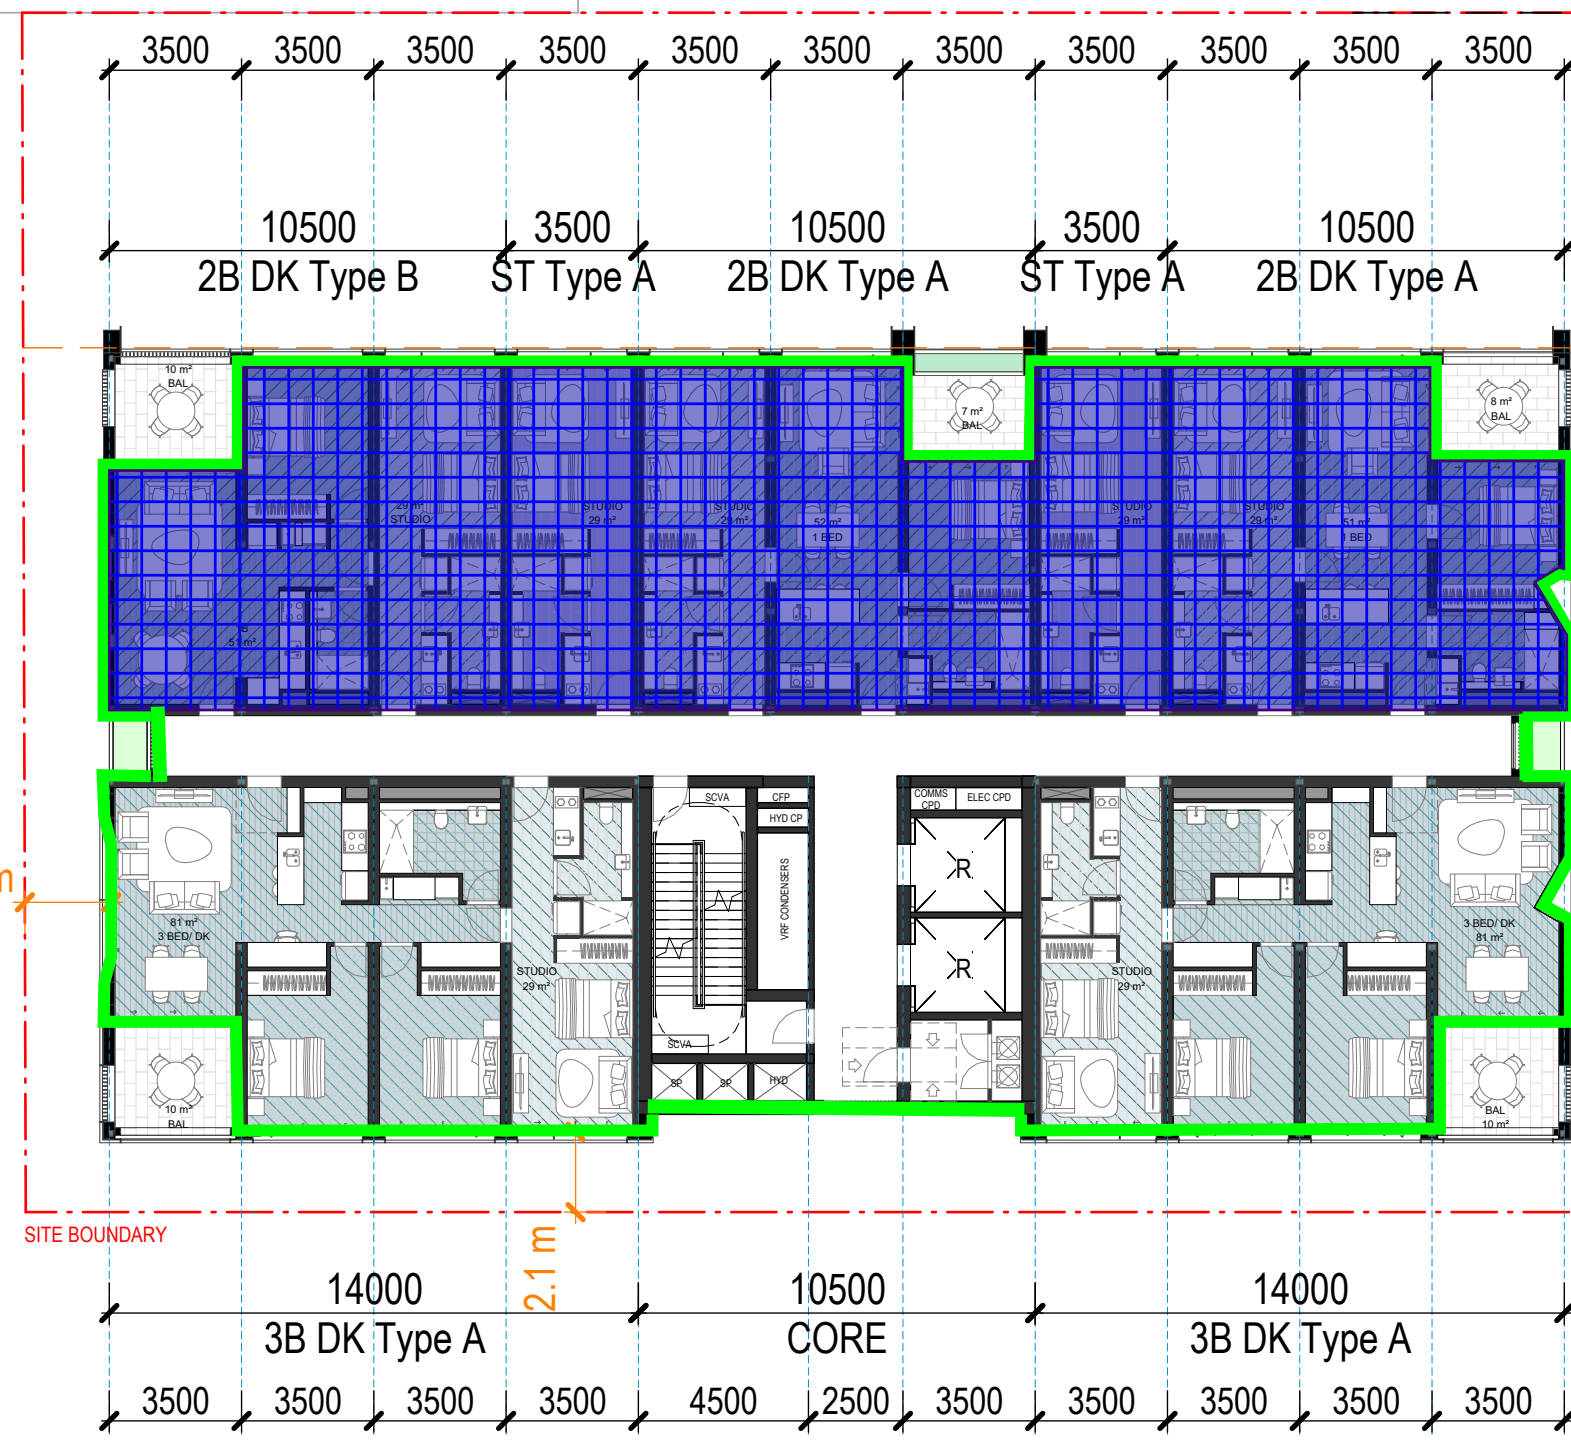 3500 3500 3500 3500 3500 3500 3500 3500 3500 3500 3500
10500 3500 10500 3500 10500
2B DK Type B ST Type A 2B DK Type A ST Type A 2B DK Type A
10 m²
BAL
7 m²
BAL
8 m²
BAL
29 m²
STUDIO
STUDIO
29 m²
STUDIO
52 m²
1 BED
STUDIO
29 m²
STUDIO
29 m²
51 m²
1 BED
51 m²
SCVA
CFP
HYD CP
VRF CONDENSERS
COMMS
CPD
ELEC CPD
R
R
81 m²
3 BED/ DK
STUDIO
29 m²
STUDIO
29 m²
3 BED/ DK
81 m²
SCVA
SP
SP
HYD
10 m²
BAL
BAL
10 m²
m
SITE BOUNDARY
2.1 m
14000 10500 14000
3B DK Type A CORE 3B DK Type A
3500 3500 3500 3500 4500 2500 3500 3500 3500 3500 3500